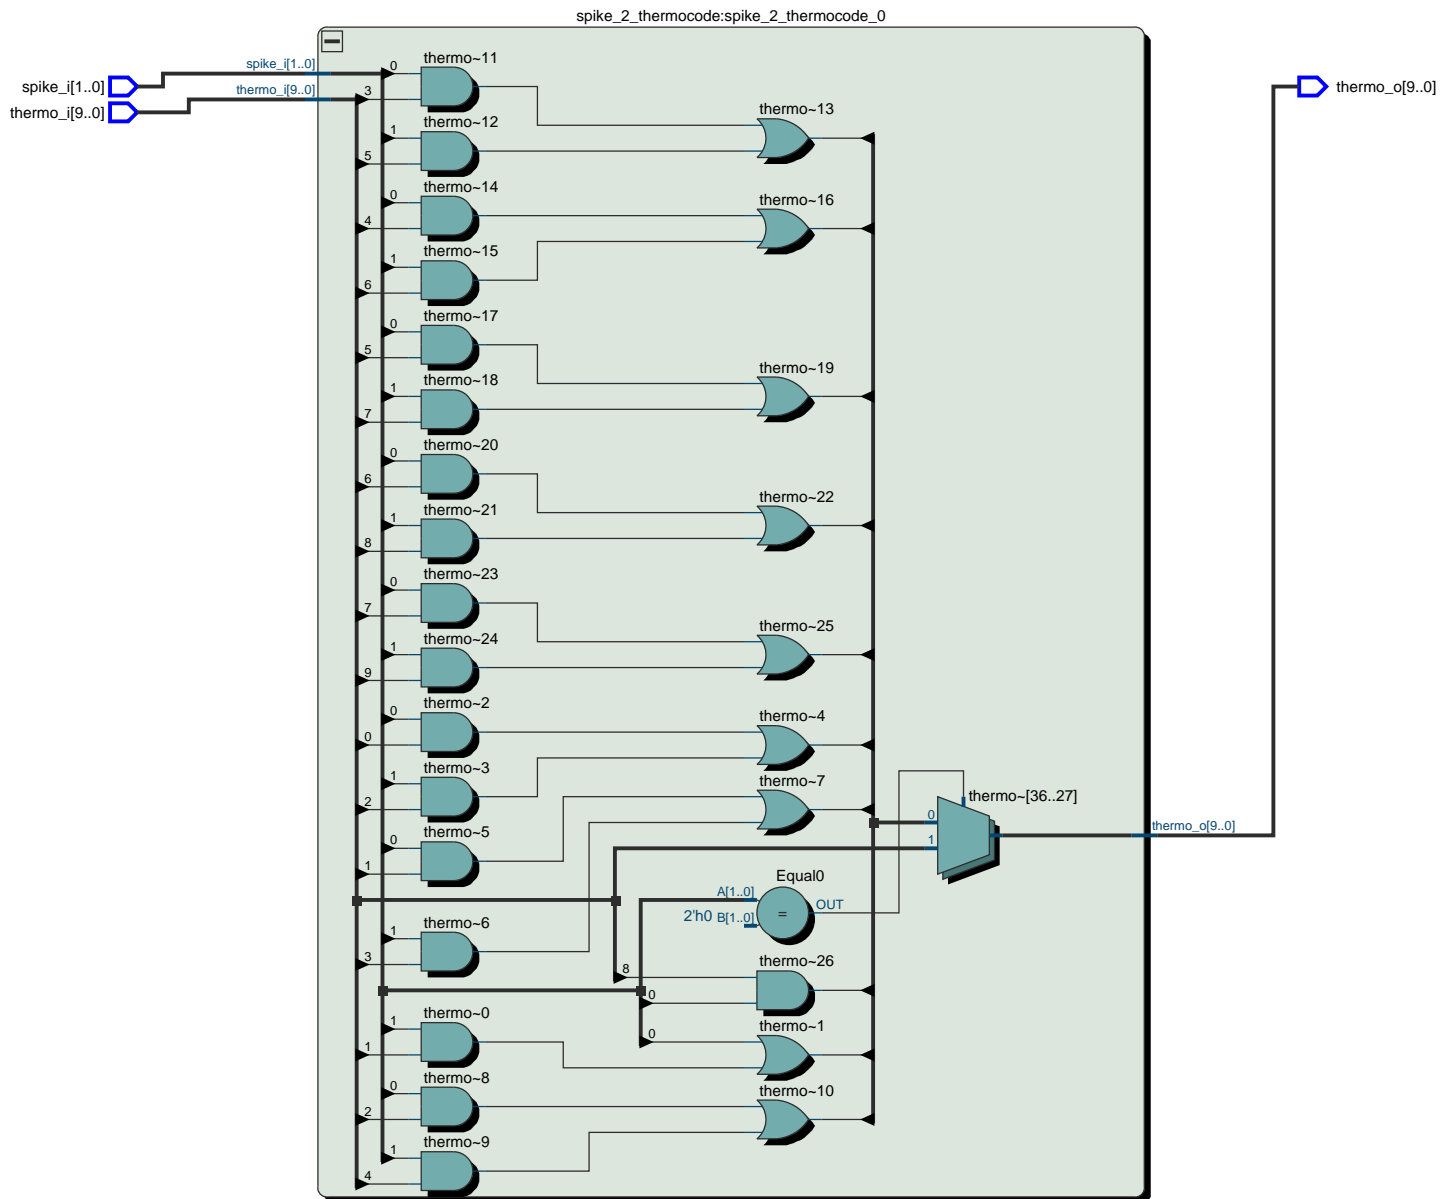 spike_2_thermocode:spike_2_thermocode_0
spike_i[1..0]
spike_i[1..0]
thermo_i[9..0]
thermo_i[9..0]
thermo_o[9..0]
0 thermo~11
3
1 thermo~12
5
thermo~13
0 thermo~14
4
1 thermo~15
6
thermo~16
0 thermo~17
5
1 thermo~18
7
thermo~19
0 thermo~20
6
1 thermo~21
8
thermo~22
0 thermo~23
7
1 thermo~24
9
thermo~25
0 thermo~2
0
1 thermo~3
2
thermo~4
0 thermo~5
1
thermo~7
thermo~[36..27]
0
1
thermo_o[9..0]
Equal0
A[1..0]
2'h0 B[1..0]
=
OUT
1 thermo~6
3
thermo~26
8
0
1 thermo~0
1
thermo~1
0
0 thermo~8
2
thermo~10
1 thermo~9
4